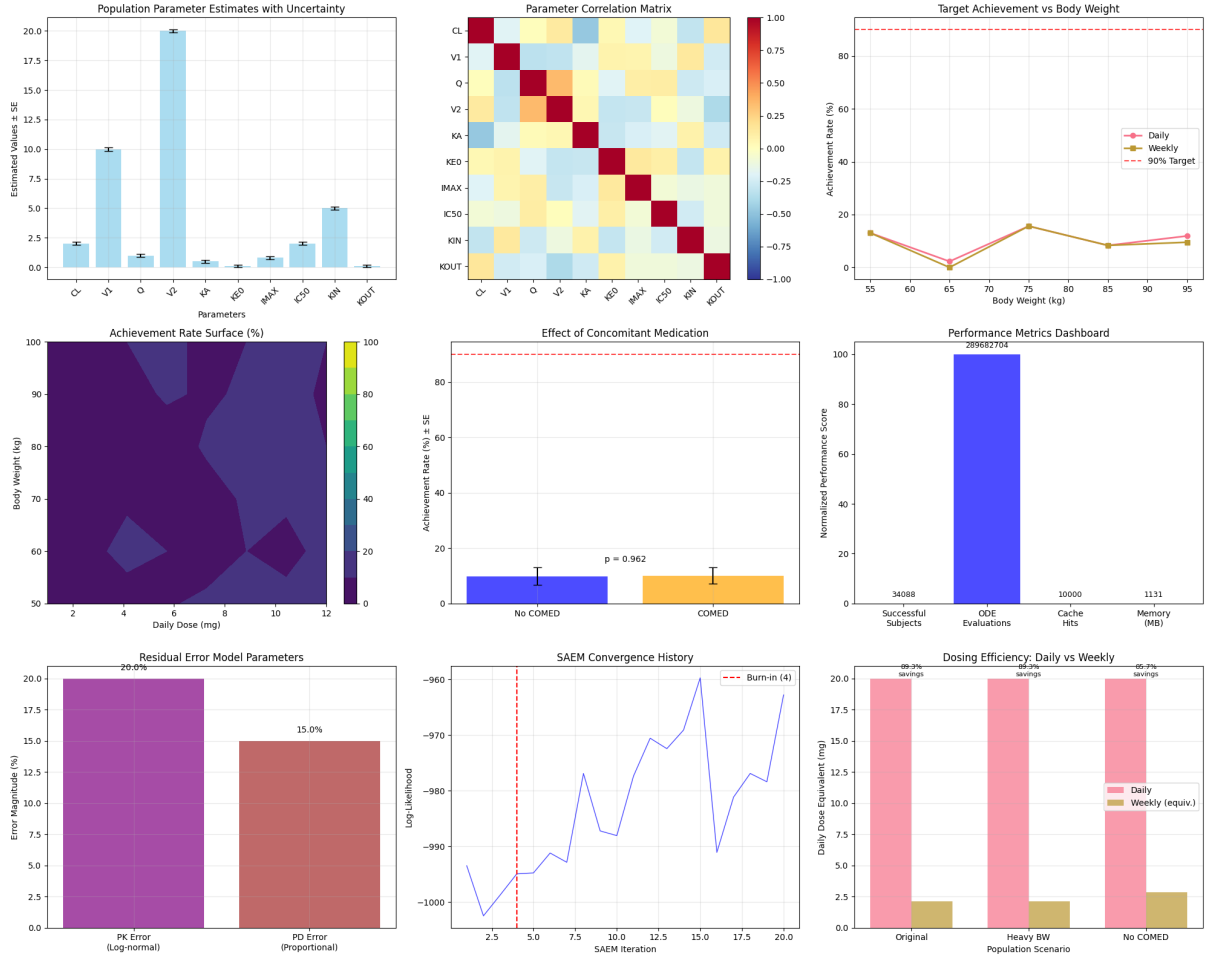 Population Parameter Estimates with Uncertainty
Estimated Values ± SE
20.0
17.5
15.0
12.5
10.0
7.5
5.0
2.5
0.0
CL
V1
Q
V2
KA
KE0
IMAX
IC50
KIN
KOUT
Parameters
Parameter Correlation Matrix
CL
V1
Q
V2
KA
KE0
IMAX
IC50
KIN
KOUT
CL
V1
Q
V2
KA
KE0
IMAX
IC50
KIN
KOUT
1.00
0.75
0.50
0.25
0.00
−0.25
−0.50
−0.75
−1.00
Target Achievement vs Body Weight
Achievement Rate (%)
80
60
40
20
0
Daily
Weekly
90% Target
55
60
65
70
75
80
85
90
95
Body Weight (kg)
Achievement Rate Surface (%)
Body Weight (kg)
100
90
80
70
60
50
2
4
6
8
10
12
Daily Dose (mg)
100
80
60
40
20
0
Effect of Concomitant Medication
Achievement Rate (%) ± SE
80
60
40
20
0
p = 0.962
No COMED
COMED
Performance Metrics Dashboard
Normalized Performance Score
100
80
60
40
20
0
34088
289682704
10000
1131
Successful
Subjects
ODE
Evaluations
Cache
Hits
Memory
(MB)
Residual Error Model Parameters
Error Magnitude (%)
20.0
17.5
15.0
12.5
10.0
7.5
5.0
2.5
0.0
20.0%
15.0%
PK Error
(Log-normal)
PD Error
(Proportional)
SAEM Convergence History
Log-Likelihood
−960
−970
−980
−990
−1000
Burn-in (4)
2.5
5.0
7.5
10.0
12.5
15.0
17.5
20.0
SAEM Iteration
Dosing Efficiency: Daily vs Weekly
Daily Dose Equivalent (mg)
20.0
17.5
15.0
12.5
10.0
7.5
5.0
2.5
0.0
89.3%
savings
89.3%
savings
85.7%
savings
Daily
Weekly (equiv.)
Original
Heavy BW
No COMED
Population Scenario